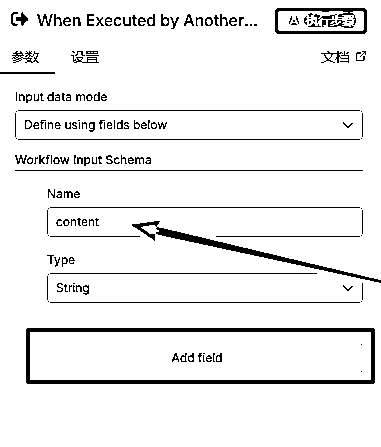 When Executed by Another...
执行步骤
参数 设置 文档
Input data mode
Define using fields below
Workflow Input Schema
Name
content
Type
String
Add field